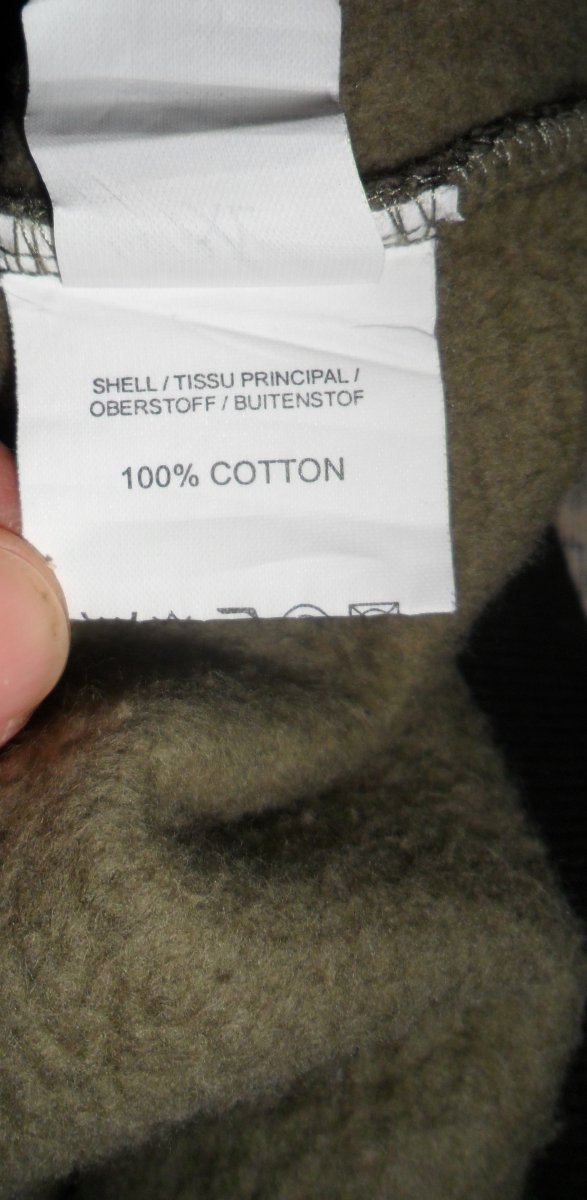 SHELL / TISSU PRINCIPAL /
OBERSTOFF / BUITENSTOF
100% COTTON